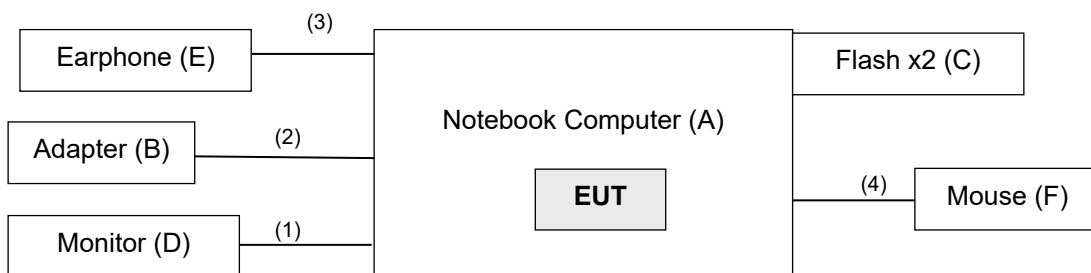 (3)
Earphone (E)
Flash x2 (C)
Notebook Computer (A)
(2)
Adapter (B)
EUT
(4)
Mouse (F)
(1)
Monitor (D)